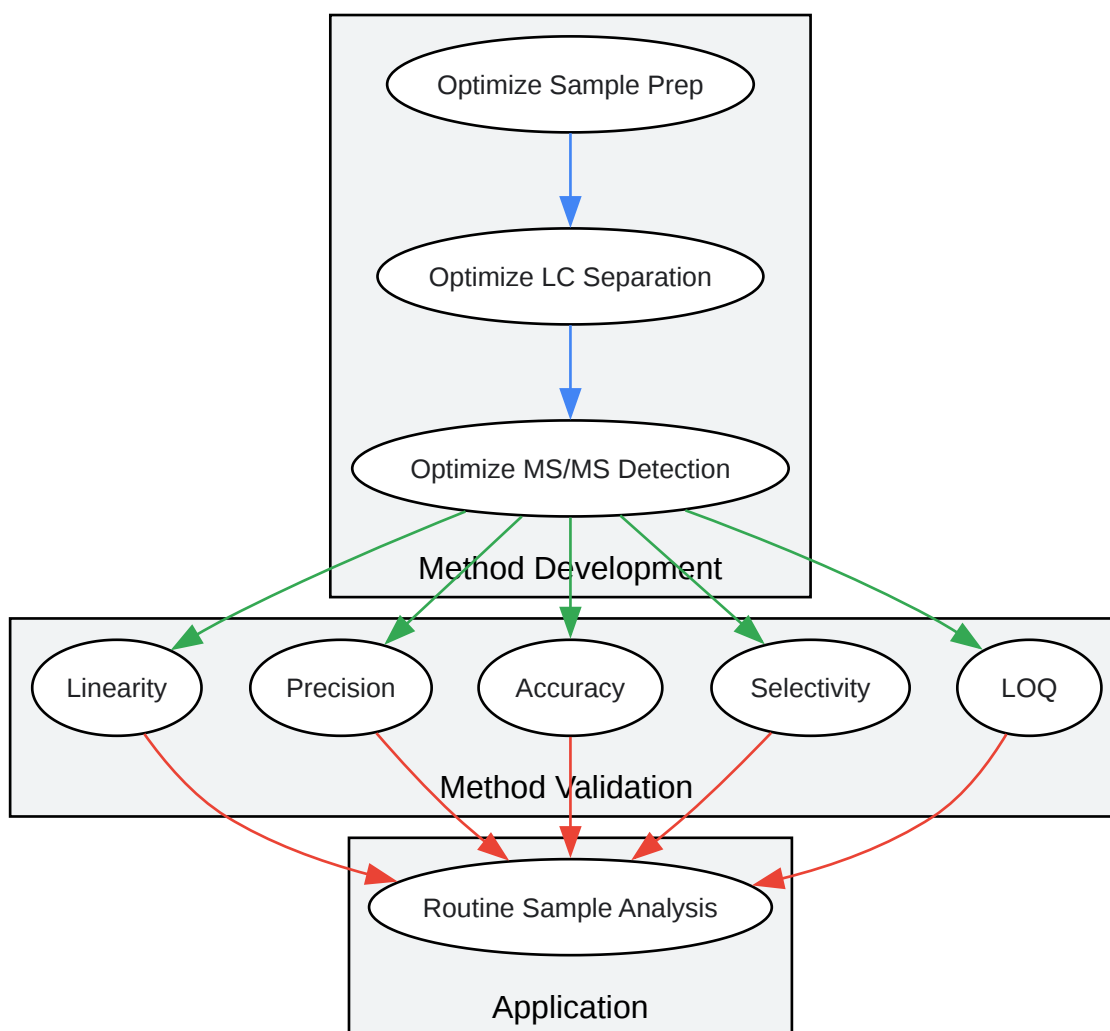 Optimize Sample Prep
Optimize LC Separation
Optimize MS/MS Detection
Method Development
Linearity
Precision
Accuracy
Selectivity
LOQ
Method Validation
Routine Sample Analysis
Application